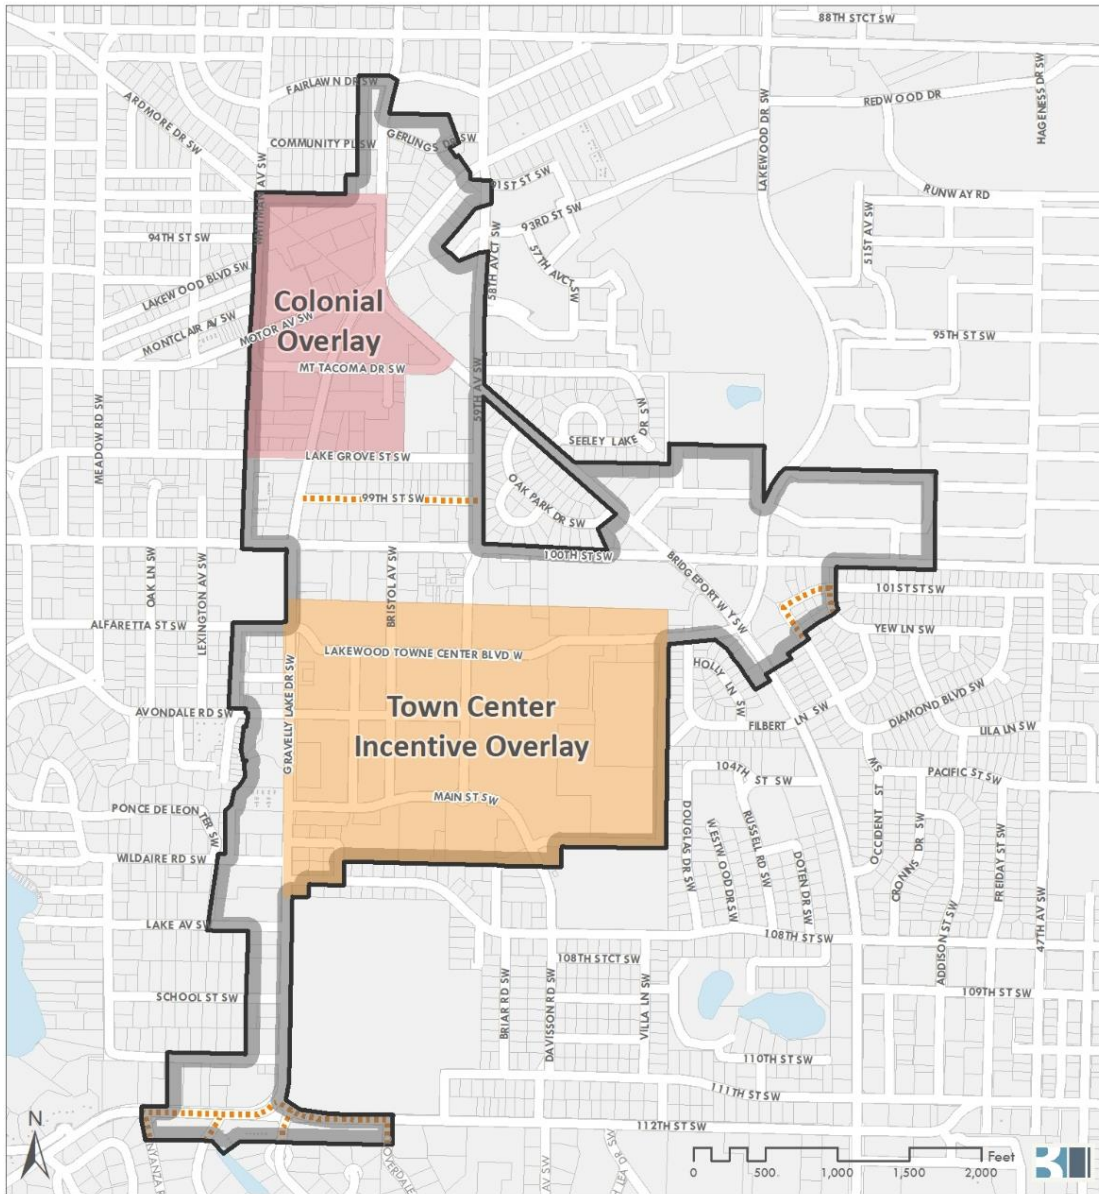 88TH STCT SW
FAIRLAWN DR SW
ARDMORE DR SW
REDWOOD DR
HAGENESS DR SW
LAKEWOOD DR SW
COMMUNITY PL SW
GERLINGS DR SW
91ST ST SW
RUNWAY RD
93RD ST SW
94TH ST SW
57TH AVCT SW
58TH AVCT SW
51ST AV SW
LAKEWOOD BLVD SW
Colonial
Overlay
MONTCLAIR AV SW
MOTOR AV SW
95TH ST SW
MT TACOMA DR SW
59TH AV SW
MEADOW RD SW
SEELEY LAKE DR SW
LAKE GROVE ST SW
99TH ST SW
OAK PARK DR SW
100TH ST SW
BRIDGEPORT WY SW
OAK LN SW
LEXINGTON AV SW
BRISTOL AV SW
101ST ST SW
ALFARETTA ST SW
YEW LN SW
LAKEWOOD TOWNE CENTER BLVD W
HOLLY LN SW
GRAVELLY LAKE DR SW
AVONDALE RD SW
Town Center
Incentive Overlay
FILBERT LN SW
DIAMOND BLVD SW
LILA LN SW
104TH ST SW
PACIFIC ST SW
MAIN ST SW
PONCE DE LEON TER SW
OCCIDENT ST SW
DOUGLAS DR SW
WESTWOOD DR SW
RUSSELL RD SW
DOTEN DR SW
CRONINS DR SW
FREIDAY ST SW
WILDAIRE RD SW
LAKE AV SW
108TH ST SW
ADDISON ST SW
47TH AV SW
108TH STCT SW
SCHOOL ST SW
BRIAR RD SW
DAVISSON RD SW
VILLA LN SW
109TH ST SW
110TH ST SW
111TH ST SW
112TH ST SW
N
Feet
0 500 1,000 1,500 2,000